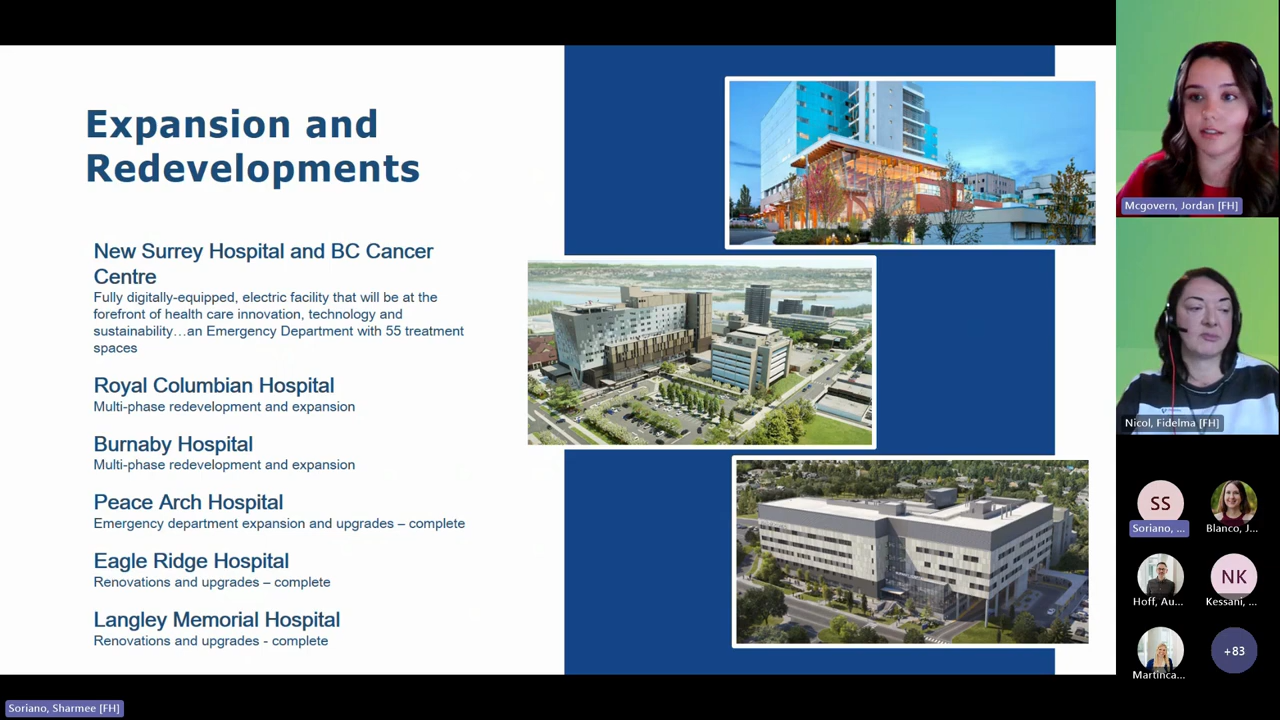 Expansion and
Redevelopments
New Surrey Hospital and BC Cancer
Centre
Fully digitally-equipped, electric facility that will be at the
forefront of health care innovation, technology and
sustainability…an Emergency Department with 55 treatment
spaces
Royal Columbian Hospital
Multi-phase redevelopment and expansion
Burnaby Hospital
Multi-phase redevelopment and expansion
Peace Arch Hospital
Emergency department expansion and upgrades – complete
Eagle Ridge Hospital
Renovations and upgrades – complete
Langley Memorial Hospital
Renovations and upgrades - complete
Mcgovern, Jordan [FH]
Nicol, Fidelma [FH]
SS
Soriano, ...
Blanco, J...
Hoff, Au...
NK
Kessani, ...
Martinca...
+83
Soriano, Sharmee [FH]